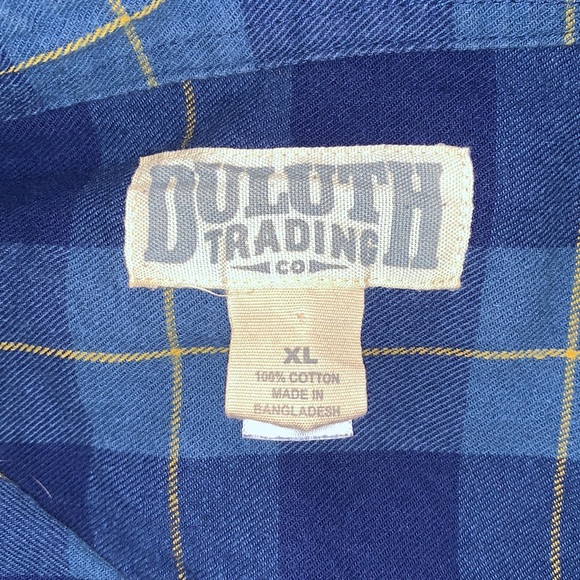 DULUTH
TRADING
CO
XL
100% COTTON
MADE IN
BANGLADESH